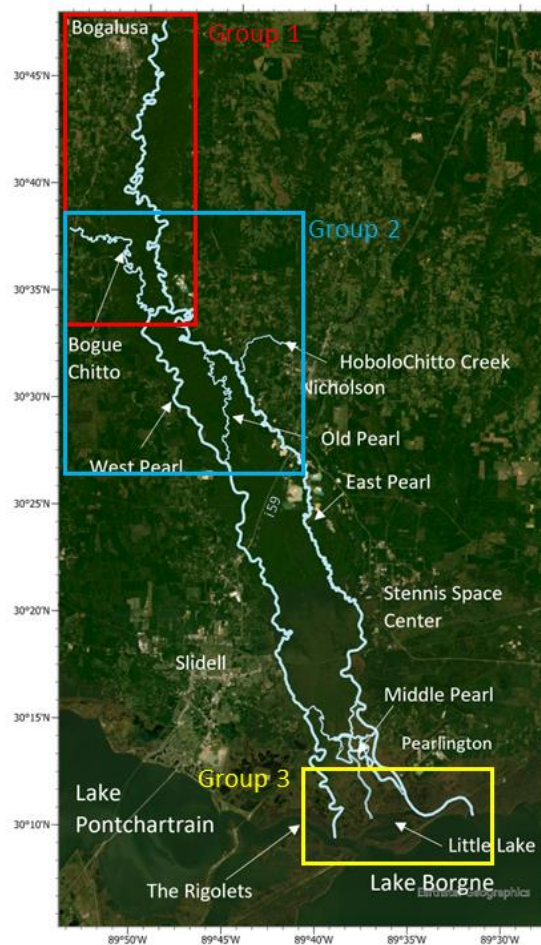 Bogalusa
Group 1
30°45'N
30°40'N
Group 2
30°35'N
Bogue
Chitto
HoboloChitto Creek
Nicholson
30°30'N
Old Pearl
West Pearl
30°25'N
East Pearl
i59
30°20'N
Stennis Space
Center
Slidell
Middle Pearl
30°15'N
Pearlington
Group 3
Lake
Pontchartrain
30°10'N
Little Lake
The Rigolets
Lake Borgne
Earthstar Geographics
89°50'W
89°45'W
89°40'W
89°35'W
89°30'W